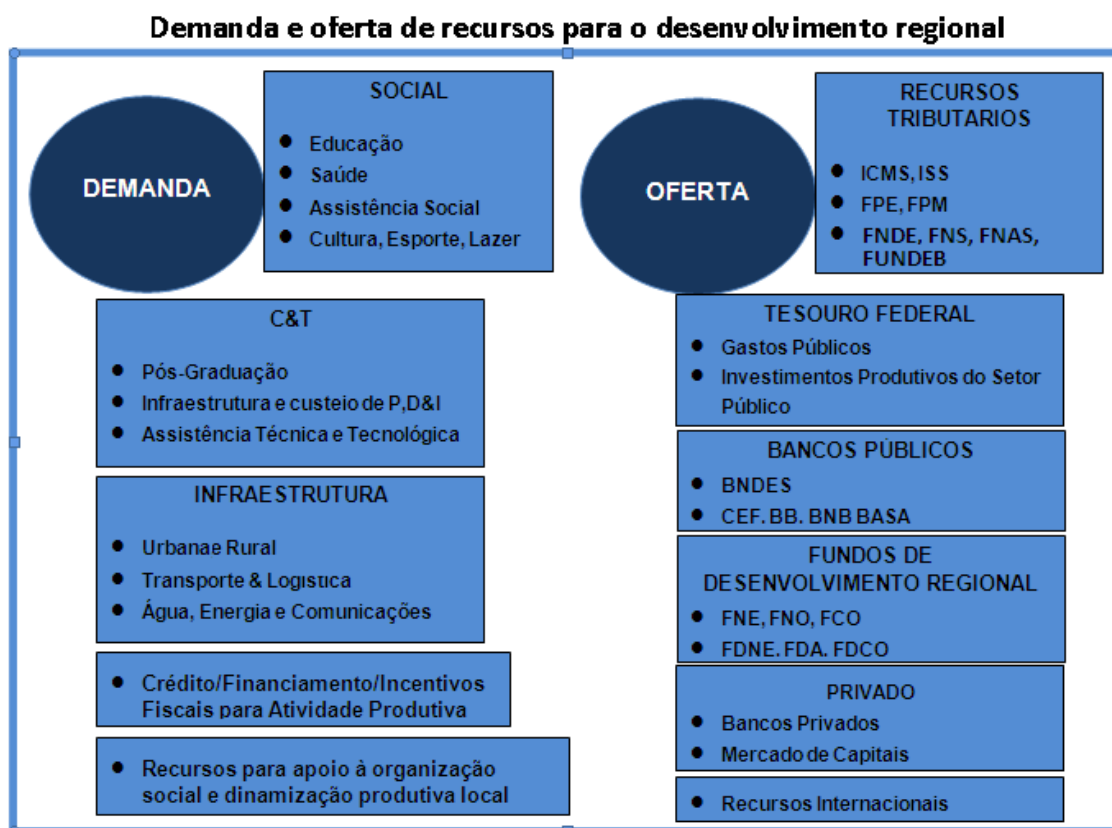 Demanda e oferta de recursos para o desenvolvimento regional
DEMANDA
SOCIAL
● Educação
● Saúde
● Assistência Social
● Cultura, Esporte, Lazer
C&T
● Pós-Graduação
● Infraestrutura e custeio de P,D&I
● Assistência Técnica e Tecnológica
INFRAESTRUTURA
● Urbanae Rural
● Transporte & Logistica
● Água, Energia e Comunicações
● Crédito/Financiamento/Incentivos
Fiscais para Atividade Produtiva
● Recursos para apoio à organização
social e dinamização produtiva local
OFERTA
RECURSOS
TRIBUTARIOS
● ICMS, ISS
● FPE, FPM
● FNDE, FNS, FNAS,
FUNDEB
TESOURO FEDERAL
● Gastos Públicos
● Investimentos Produtivos do Setor
Público
BANCOS PÚBLICOS
● BNDES
● CEF. BB. BNB BASA
FUNDOS DE
DESENVOLVIMENTO REGIONAL
● FNE, FNO, FCO
● FDNE. FDA. FDCO
PRIVADO
● Bancos Privados
● Mercado de Capitais
● Recursos Internacionais